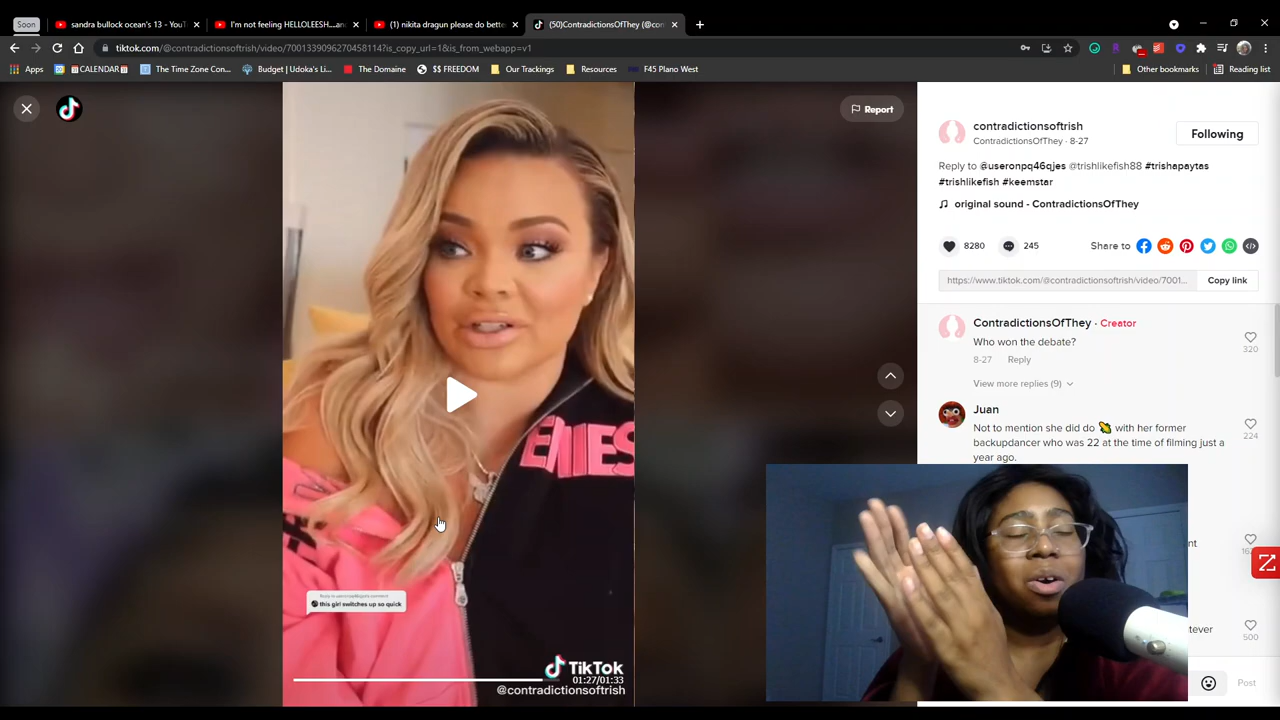 Soon
sandra bullock ocean's 13 - YouT
I'm not feeling HELLOLEESH....an
(1) nikita dragun please do bette
(50)ContradictionsOfThey (@con
tiktok.com/@contradictionsoftrish/video/7001339096270458114?is_copy_url=1&is_from_webapp=v1
Apps
CALENDAR
The Time Zone Con...
Budget | Udoka's Li...
The Domaine
$$ FREEDOM
Our Trackings
Resources
F45 Plano West
Other bookmarks
Reading list
Report
contradictionsoftrish
ContradictionsOfThey · 8-27
Following
Reply to @useronpq46qjes @trishlikefish88 #trishapaytas
#trishlikefish #keemstar
original sound - ContradictionsOfThey
8280
245
Share to
https://www.tiktok.com/@contradictionsoftrish/video/7001...
Copy link
ContradictionsOfThey · Creator
Who won the debate?
8-27
Reply
320
View more replies (9)
Juan
Not to mention she did do 🌽 with her former
backupdancer who was 22 at the time of filming just a
year ago.
224
nt
tever
500
Post
this girl switches up so quick
TikTok
01:27/01:33
@contradictionsoftrish